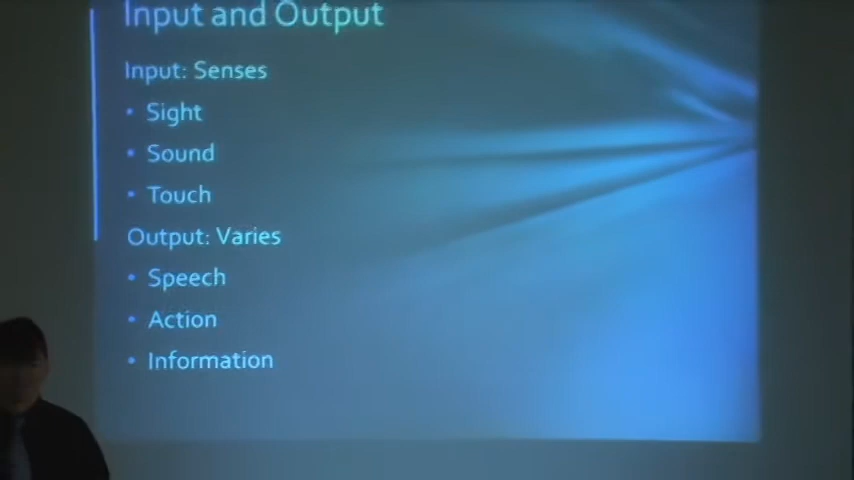 Input and Output
Input: Senses
• Sight
• Sound
• Touch
Output: Varies
• Speech
• Action
• Information